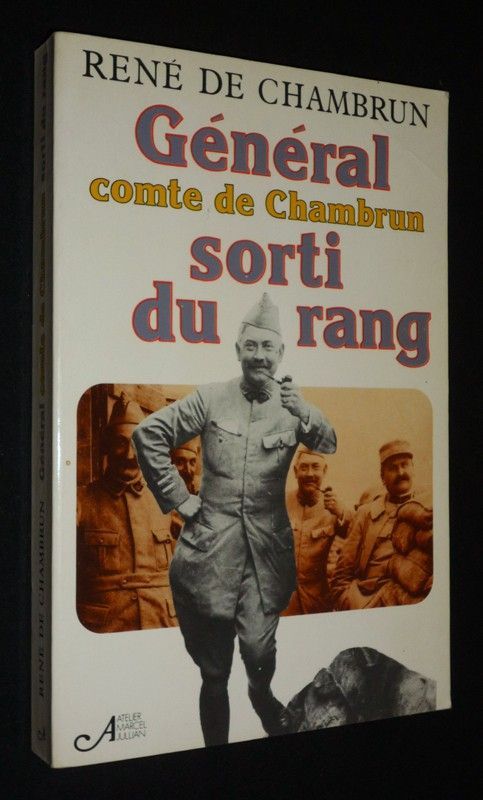 RENÉ DE CHAMBRUN
Général
comte de Chambrun
sorti
du rang
ATELIER
MARCEL
JULLIAN
RENÉ DE CHAMBRUN Général comte de Chambrun sorti du rang